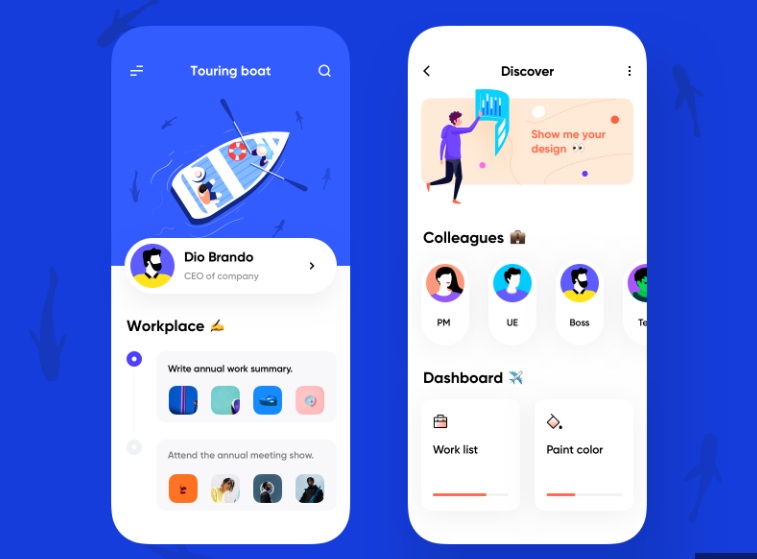 Touring boat
Dio Brando
CEO of company
Workplace ✍️
Write annual work summary.
Attend the annual meeting show.
Discover
Show me your
design 👀
Colleagues 💼
PM
UE
Boss
Te
Dashboard ✈️
Work list
Paint color